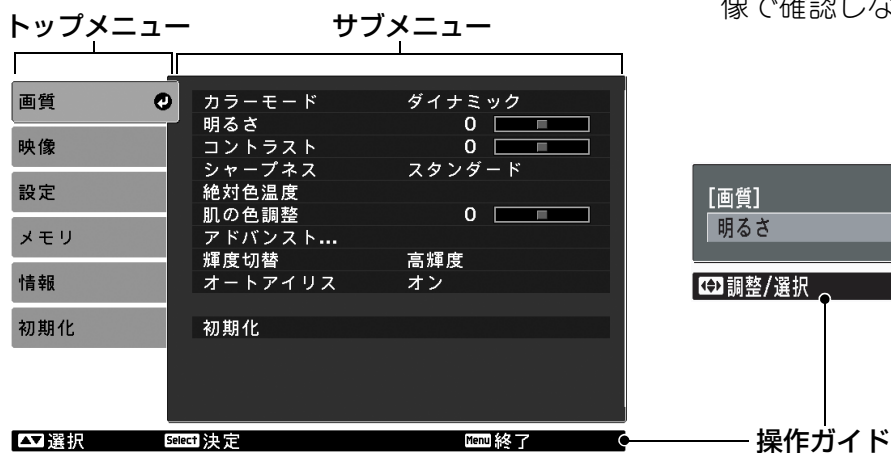 像で確認しな
トップメニュー サブメニュー
画質
映像
設定
メモリ
情報
初期化
カラーモード ダイナミック
明るさ 0
コントラスト 0
シャープネス スタンダード
絶対色温度
肌の色調整 0
アドバンスト...
輝度切替 高輝度
オートアイリス オン
初期化
選択 Select 決定 Menu 終了
[画質]
明るさ
調整/選択
操作ガイド